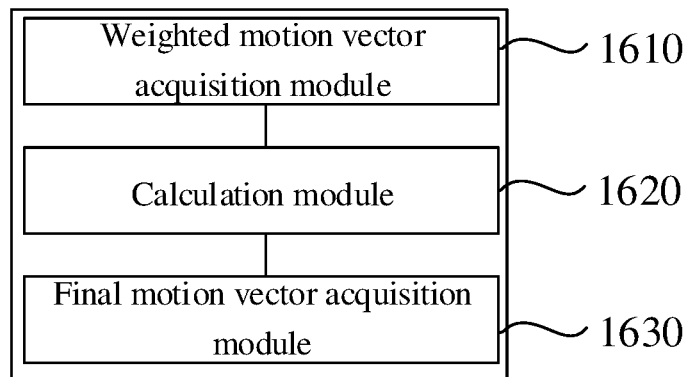 Weighted motion vector
acquisition module
1610
Calculation module
1620
Final motion vector acquisition
module
1630